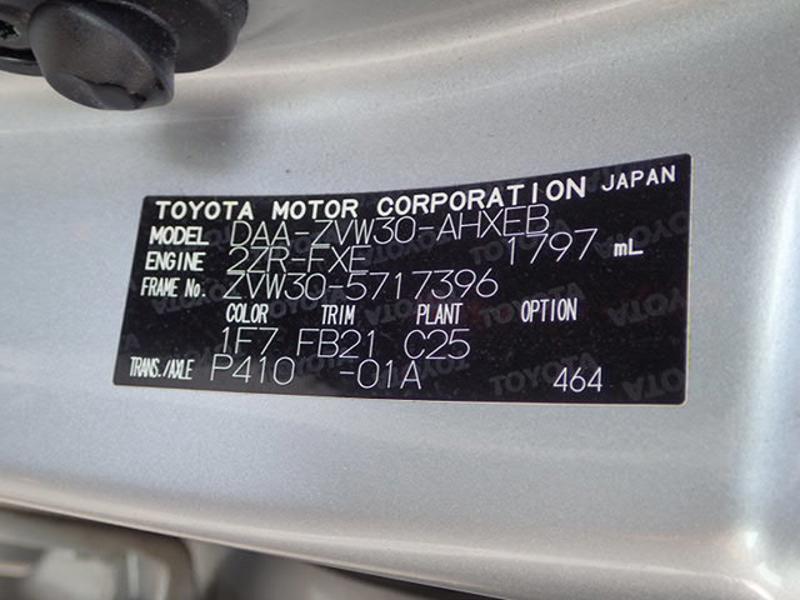 TOYOTA MOTOR CORPORATION JAPAN
MODEL DAA-ZVW30-AHXEB
ENGINE 2ZR-FXE 1797 mL
FRAME No. ZVW30-5717396
COLOR TRIM PLANT OPTION
1F7 FB21 C25
TRANS./AXLE P410 -01A 464